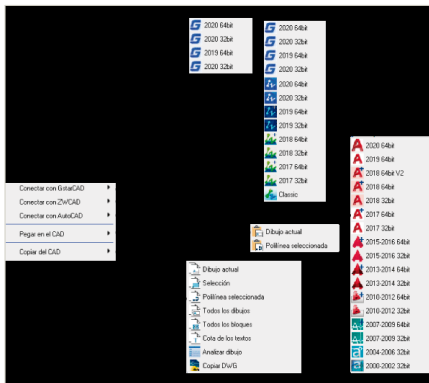 2020 64bit
2020 32bit
2019 64bit
2020 32bit
2020 64bit
2020 32bit
2019 64bit
2020 32bit
2020 64bit
2020 32bit
2019 64bit
2019 32bit
2018 64bit
2018 32bit
2017 64bit
2017 32bit
Classic
2020 64bit
2019 64bit
2018 64bit V2
2018 64bit
2018 32bit
2017 64bit
2017 32bit
2015-2016 64bit
2015-2016 32bit
2013-2014 64bit
2013-2014 32bit
2010-2012 64bit
2010-2012 32bit
2007-2009 64bit
2007-2009 32bit
2004-2006 32bit
2000-2002 32bit
Conectar con GstarCAD
Conectar con ZWCAD
Conectar con AutoCAD
Pegar en el CAD
Copiar del CAD
Dibujo actual
Polilínea seleccionada
Dibujo actual
Selección
Polilínea seleccionada
Todos los dibujos
Todos los bloques
Cota de los textos
Analizar dibujo
Copiar DWG